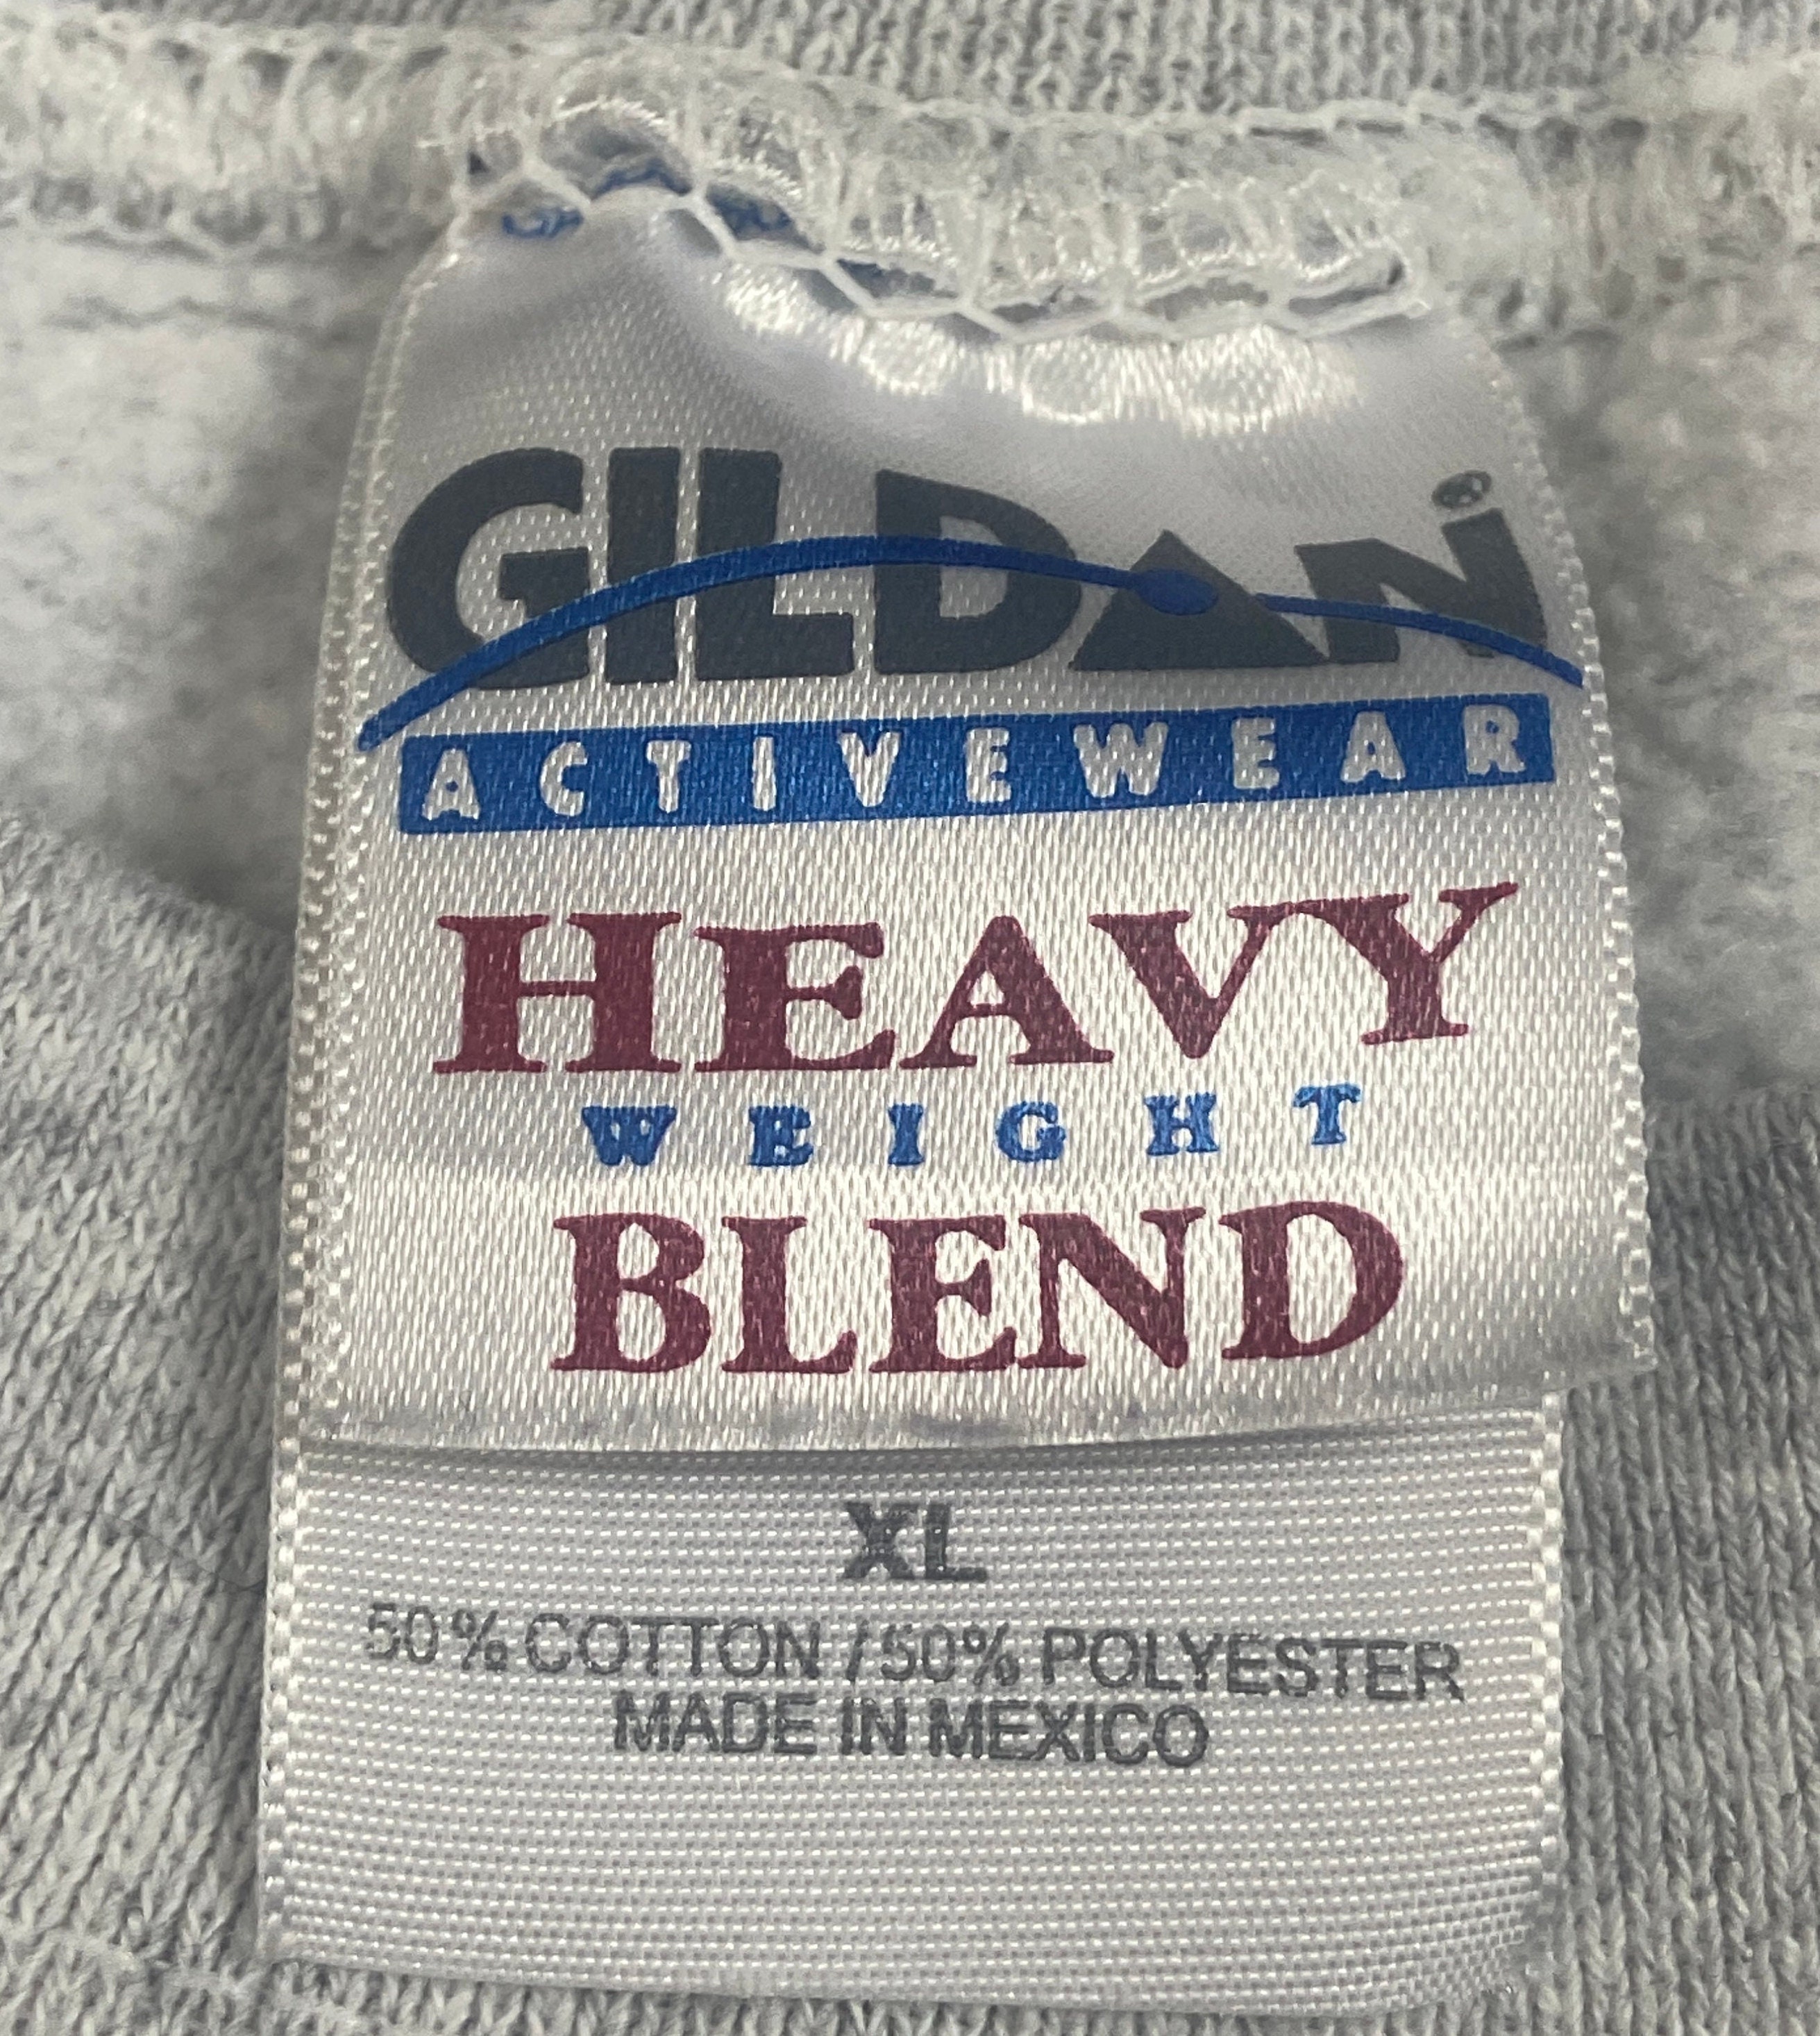 GILDAN
ACTIVEWEAR
HEAVY
WEIGHT
BLEND
XL
50% COTTON / 50% POLYESTER
MADE IN MEXICO